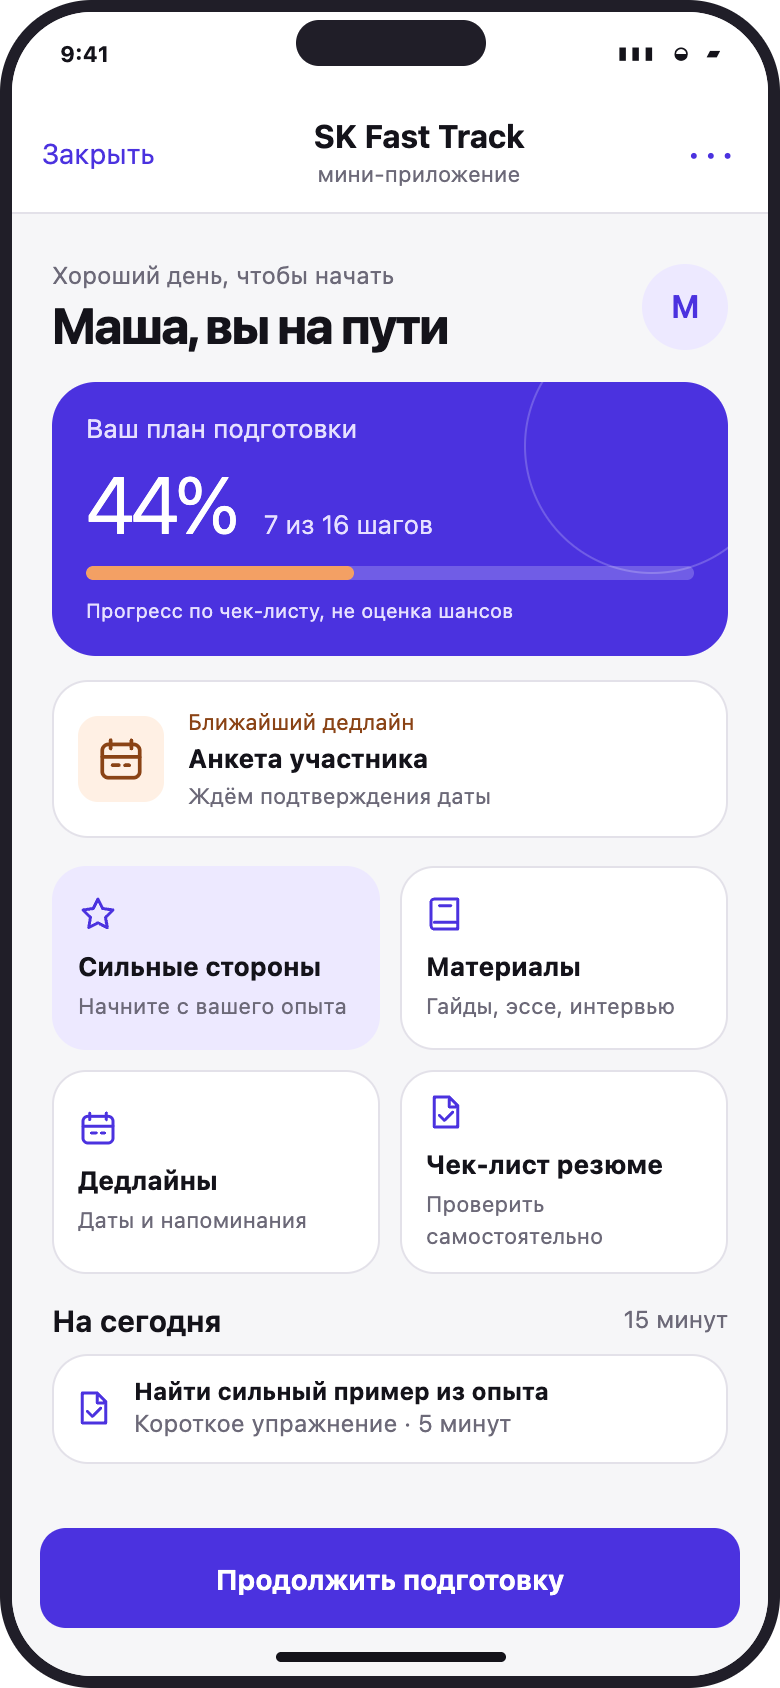 9:41
Закрыть
SK Fast Track
мини-приложение
Хороший день, чтобы начать
Маша, вы на пути
М
Ваш план подготовки
44% 7 из 16 шагов
Прогресс по чек-листу, не оценка шансов
Ближайший дедлайн
Анкета участника
Ждём подтверждения даты
Сильные стороны
Начните с вашего опыта
Материалы
Гайды, эссе, интервью
Дедлайны
Даты и напоминания
Чек-лист резюме
Проверить
самостоятельно
На сегодня
15 минут
Найти сильный пример из опыта
Короткое упражнение · 5 минут
Продолжить подготовку